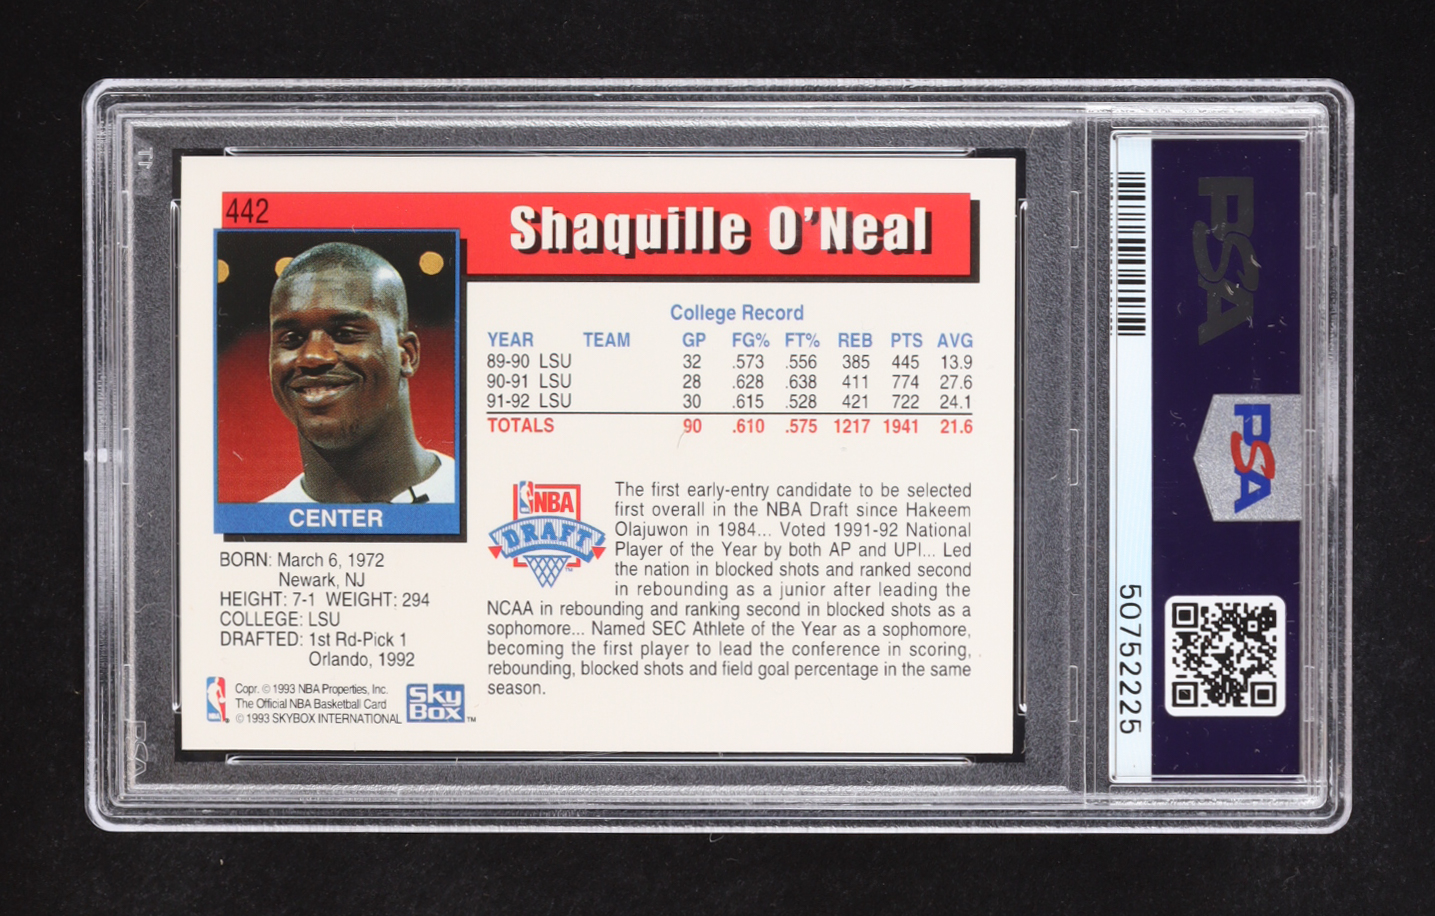 442
Shaquille O'Neal
CENTER
BORN: March 6, 1972
Newark, NJ
HEIGHT: 7-1 WEIGHT: 294
COLLEGE: LSU
DRAFTED: 1st Rd-Pick 1
Orlando, 1992
Copr. © 1993 NBA Properties, Inc.
The Official NBA Basketball Card
© 1993 SKYBOX INTERNATIONAL
SkyBox™
College Record
YEAR TEAM GP FG% FT% REB PTS AVG
89-90 LSU 32 .573 .556 385 445 13.9
90-91 LSU 28 .628 .638 411 774 27.6
91-92 LSU 30 .615 .528 421 722 24.1
TOTALS 90 .610 .575 1217 1941 21.6
NBA
DRAFT
The first early-entry candidate to be selected
first overall in the NBA Draft since Hakeem
Olajuwon in 1984... Voted 1991-92 National
Player of the Year by both AP and UPI... Led
the nation in blocked shots and ranked second
in rebounding as a junior after leading the
NCAA in rebounding and ranking second in blocked shots as a
sophomore... Named SEC Athlete of the Year as a sophomore,
becoming the first player to lead the conference in scoring,
rebounding, blocked shots and field goal percentage in the same
season.
PSA
PSA
50752225